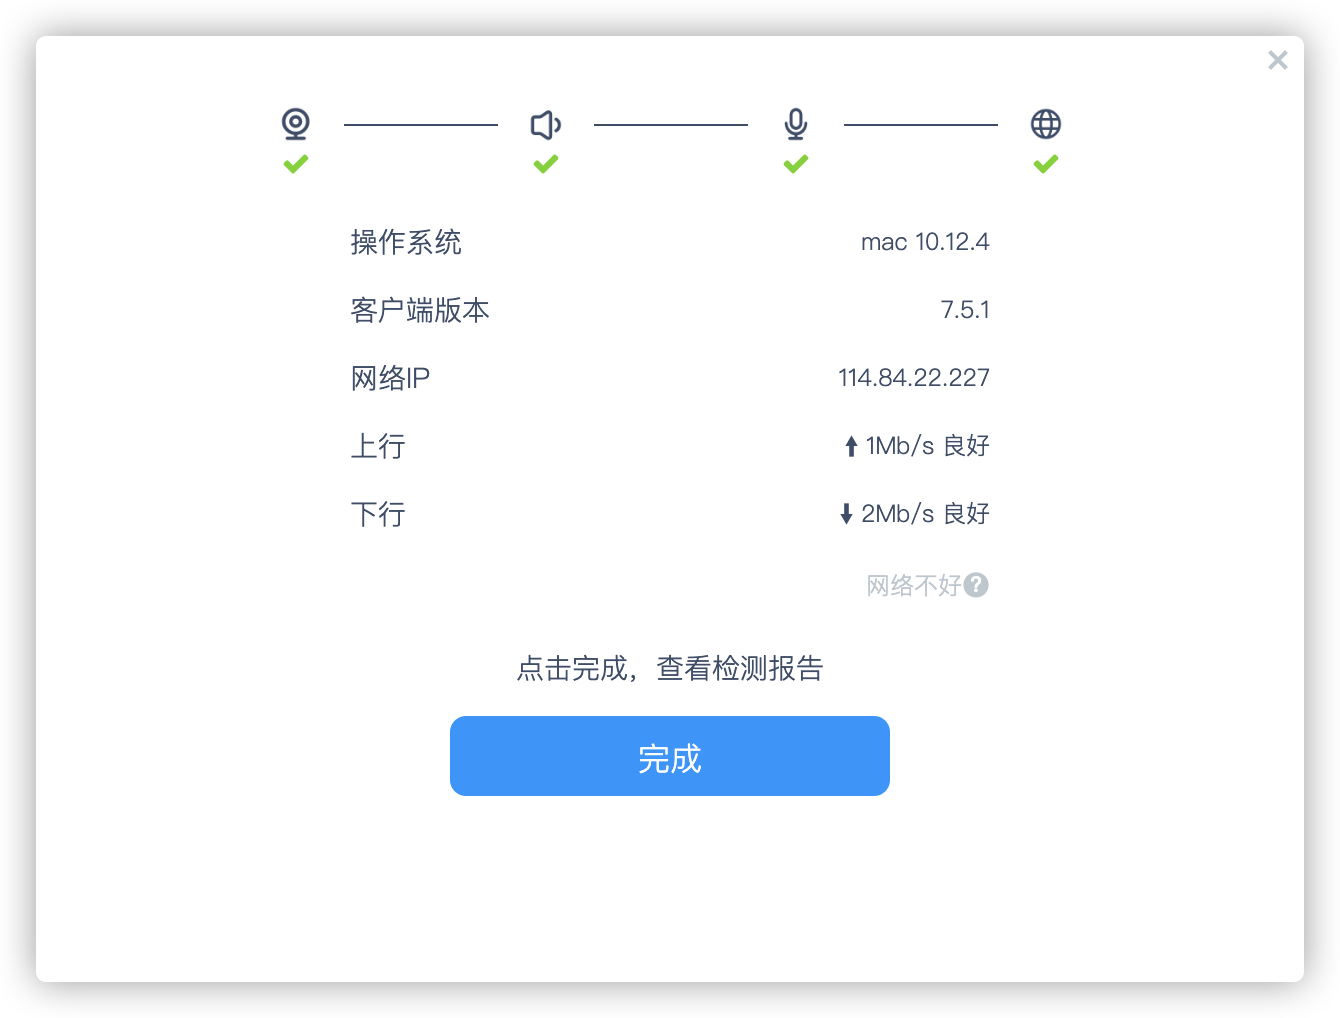 操作系统 mac 10.12.4
客户端版本 7.5.1
网络IP 114.84.22.227
上行 1Mb/s 良好
下行 2Mb/s 良好
网络不好?
点击完成，查看检测报告
完成